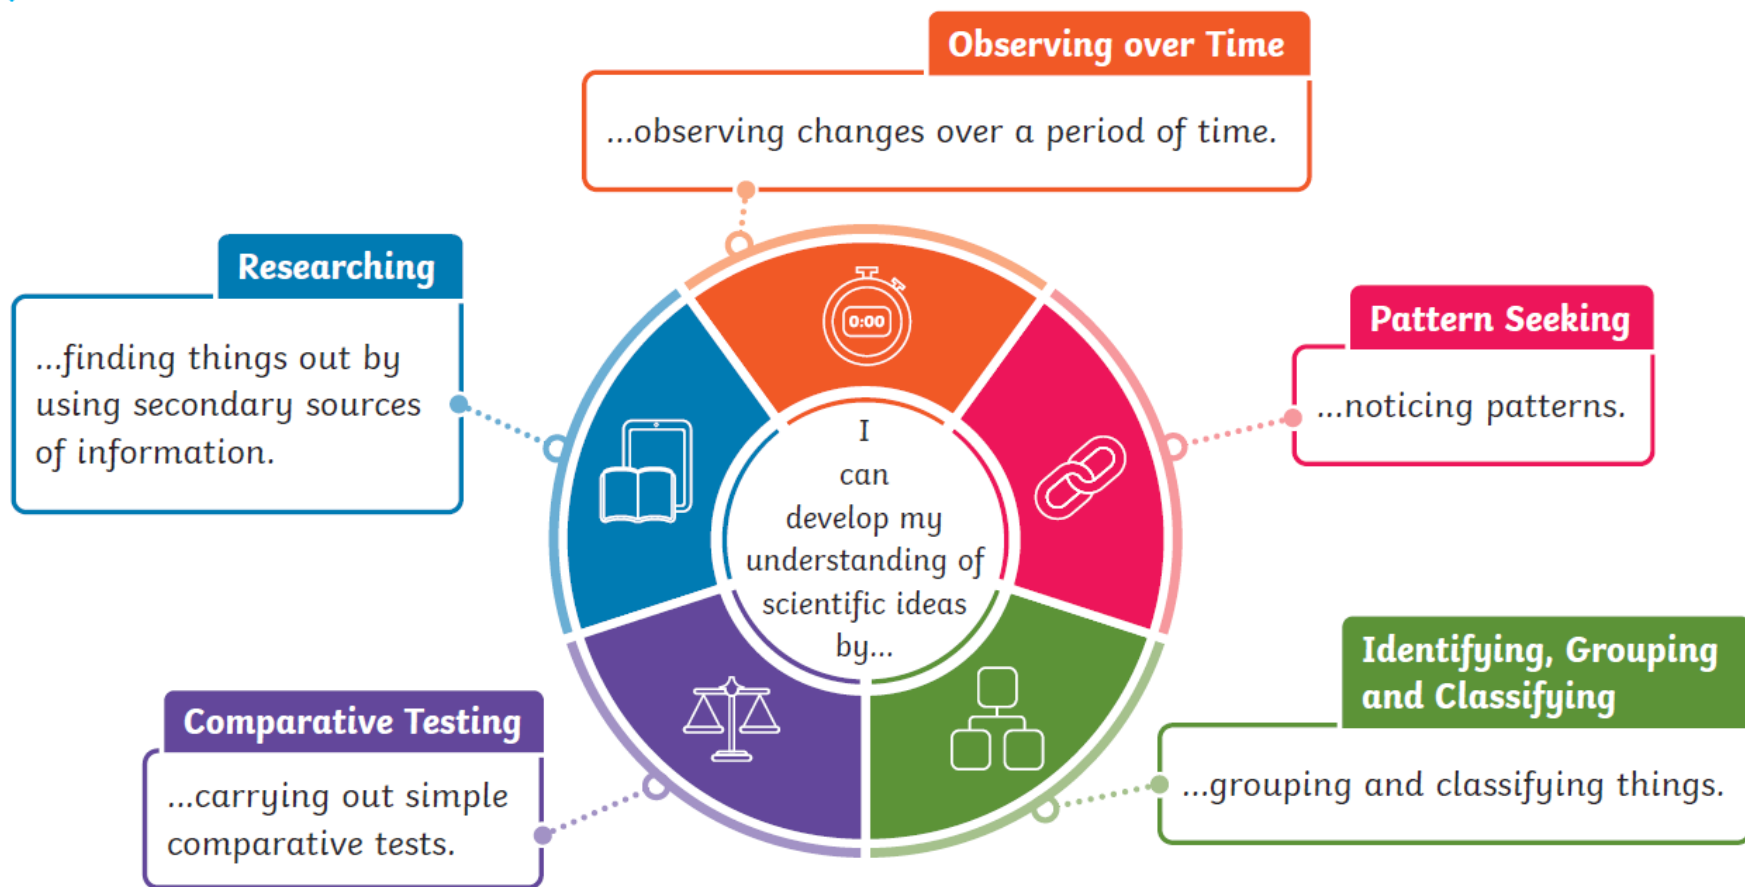 Observing over Time
...observing changes over a period of time.
Researching
...finding things out by
using secondary sources
of information.
Pattern Seeking
...noticing patterns.
0:00
I
can
develop my
understanding of
scientific ideas
by...
Identifying, Grouping
and Classifying
...grouping and classifying things.
Comparative Testing
...carrying out simple
comparative tests.